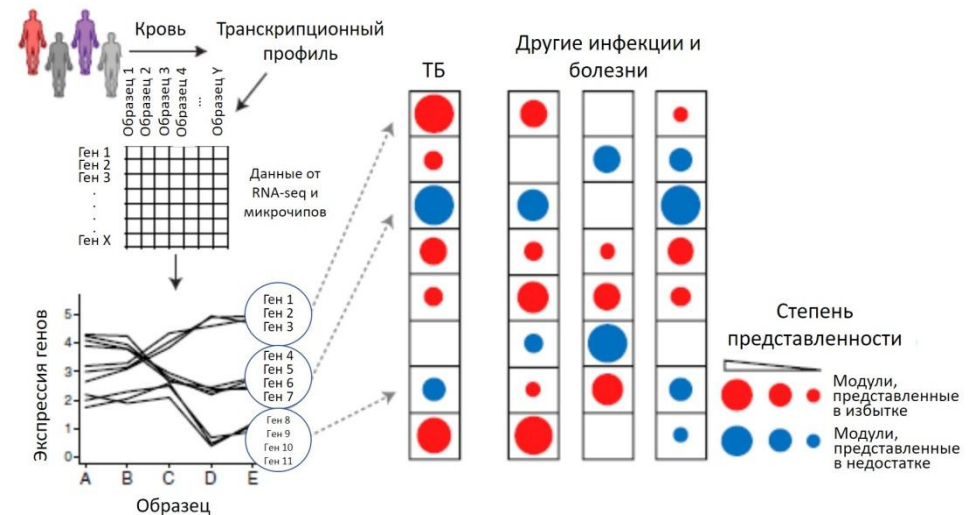 Кровь
Транскрипционный
профиль
Образец 1
Образец 2
Образец 3
Образец 4
...
Образец Y
Ген 1
Ген 2
Ген 3
.
.
.
.
Ген X
Данные от
RNA-seq и
микрочипов
Экспрессия генов
5
4
3
2
1
0
A B C D E
Образец
Ген 1
Ген 2
Ген 3
Ген 4
Ген 5
Ген 6
Ген 7
Ген 8
Ген 9
Ген 10
Ген 11
ТБ
Другие инфекции и
болезни
Степень
представленности
Модули,
представленные
в избытке
Модули,
представленные
в недостатке